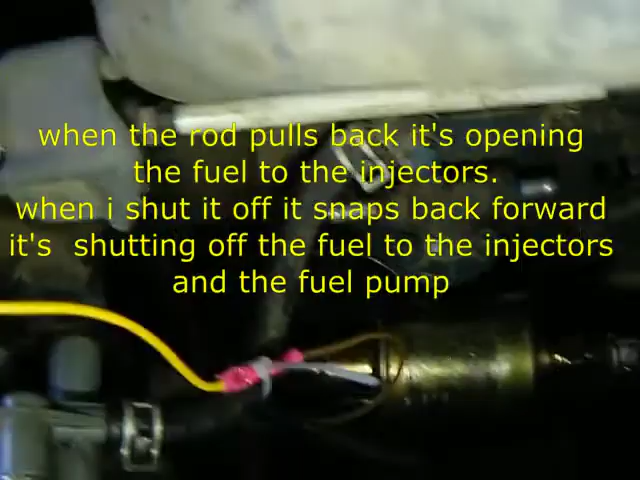 when the rod pulls back it's opening
the fuel to the injectors.
when i shut it off it snaps back forward
it's  shutting off the fuel to the injectors
and the fuel pump